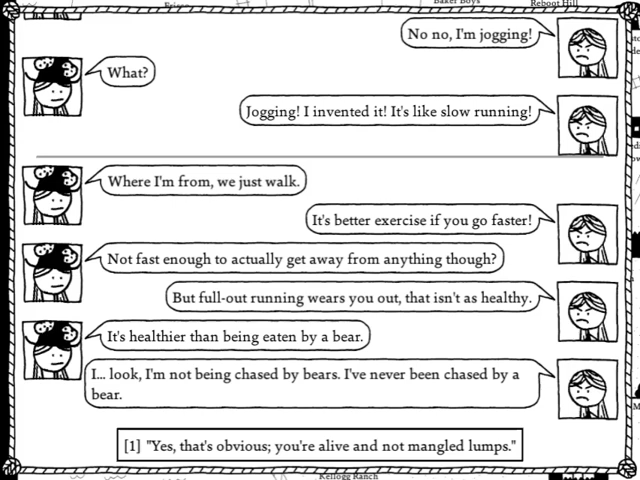 Baker Boys
Reboot Hill
No no, I'm jogging!
What?
Jogging! I invented it! It's like slow running!
Where I'm from, we just walk.
It's better exercise if you go faster!
Not fast enough to actually get away from anything though?
But full-out running wears you out, that isn't as healthy.
It's healthier than being eaten by a bear.
I... look, I'm not being chased by bears. I've never been chased by a
bear.
[1] "Yes, that's obvious; you're alive and not mangled lumps."
Kellogg Ranch